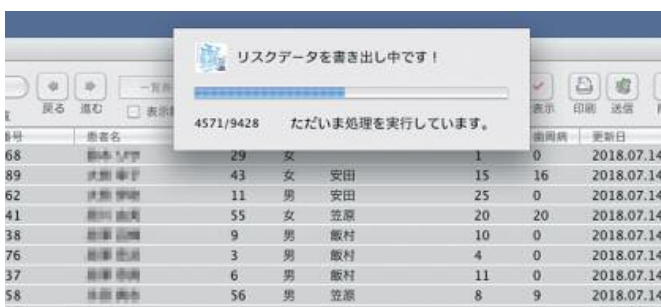 リスクデータを書き出し中です！
4571/9428 ただいま処理を実行しています。
戻る 進む 表示 印刷 送信
番号 患者名 歯周病 更新日
68 29 女 1 0 2018.07.14
89 43 女 安田 15 16 2018.07.14
62 11 男 安田 25 0 2018.07.14
41 55 女 笠原 20 20 2018.07.14
38 9 男 飯村 10 0 2018.07.14
76 3 男 飯村 4 0 2018.07.14
37 6 男 飯村 11 0 2018.07.14
58 56 男 笠原 8 9 2018.07.14